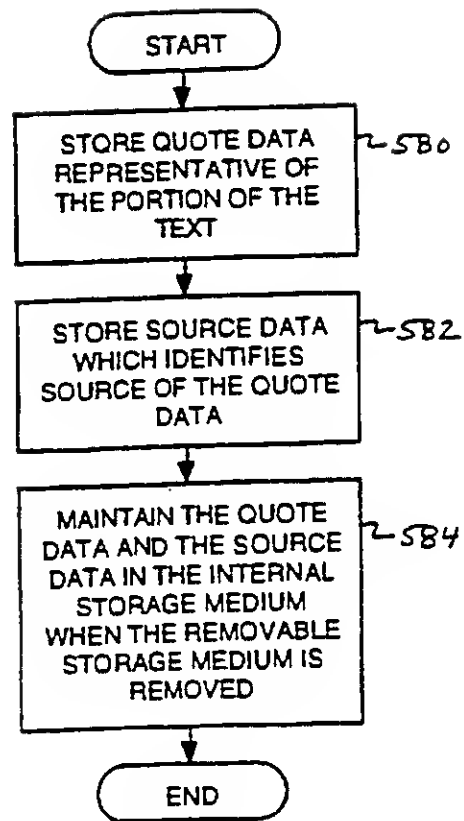 START
STORE QUOTE DATA
REPRESENTATIVE OF
THE PORTION OF THE
TEXT
580
STORE SOURCE DATA
WHICH IDENTIFIES
SOURCE OF THE QUOTE
DATA
582
MAINTAIN THE QUOTE
DATA AND THE SOURCE
DATA IN THE INTERNAL
STORAGE MEDIUM
WHEN THE REMOVABLE
STORAGE MEDIUM IS
REMOVED
584
END